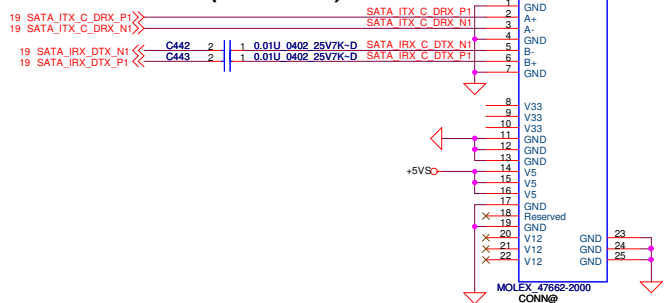 1 GND
19 SATA_ITX_C_DRX_P1 SATA_ITX_C_DRX_P1 2 A+
19 SATA_ITX_C_DRX_N1 SATA_ITX_C_DRX_N1 3 A-
4 GND
19 SATA_IRX_DTX_N1 C442 2 1 0.01U_0402_25V7K~D SATA_IRX_C_DTX_N1 5 B-
19 SATA_IRX_DTX_P1 C443 2 1 0.01U_0402_25V7K~D SATA_IRX_C_DTX_P1 6 B+
7 GND
8 V33
9 V33
10 V33
11 GND
12 GND
13 GND
+5VS 14 V5
15 V5
16 V5
17 GND
18 Reserved
19 GND
20 V12 GND 23
21 V12 GND 24
22 V12 GND 25
MOLEX_47662-2000
CONN@